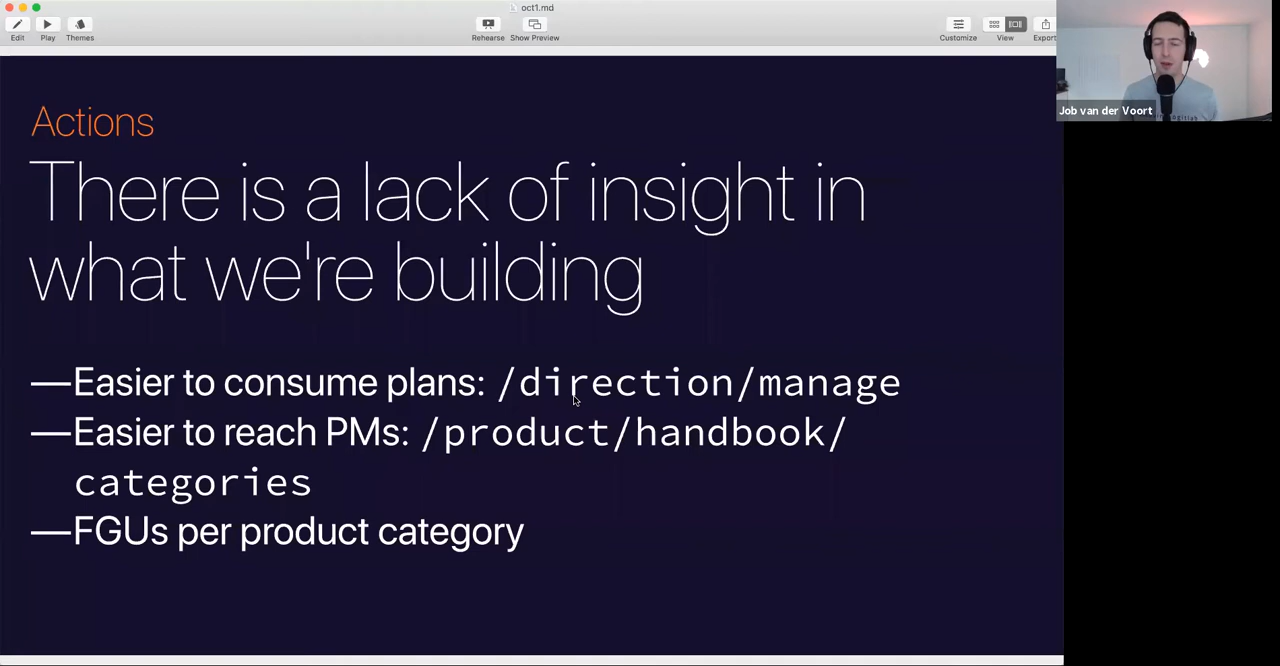 oct1.md
Edit
Play
Themes
Rehearse
Show Preview
Customize
View
Export
Job van der Voort
Actions
There is a lack of insight in
what we're building
—Easier to consume plans: /direction/manage
—Easier to reach PMs: /product/handbook/
categories
—FGUs per product category